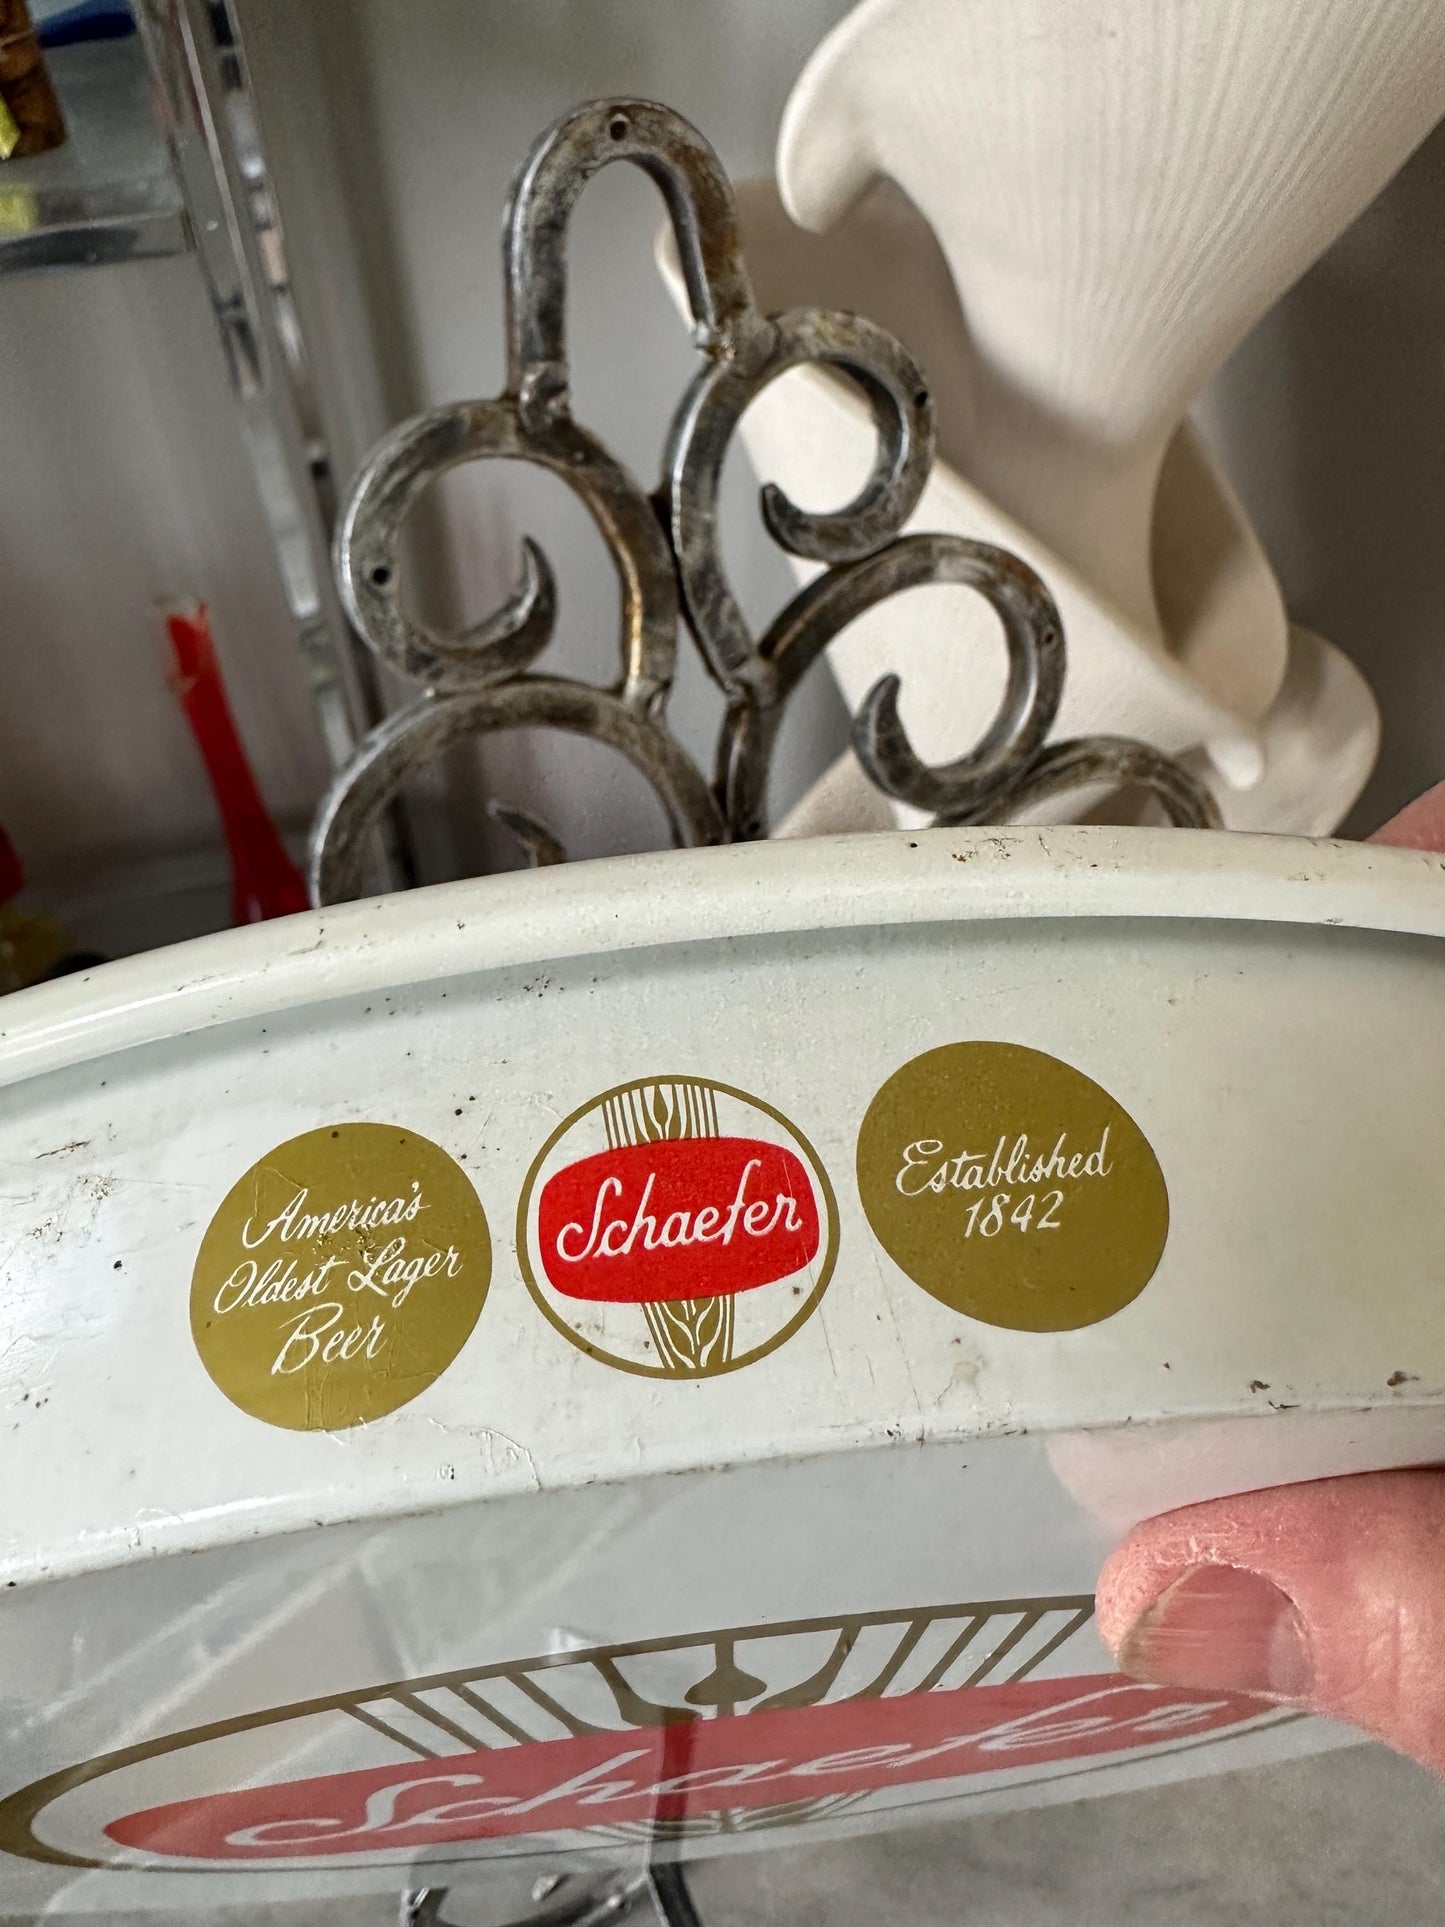 America's
Oldest Lager
Beer
Schaefer
Established
1842
Schaefer